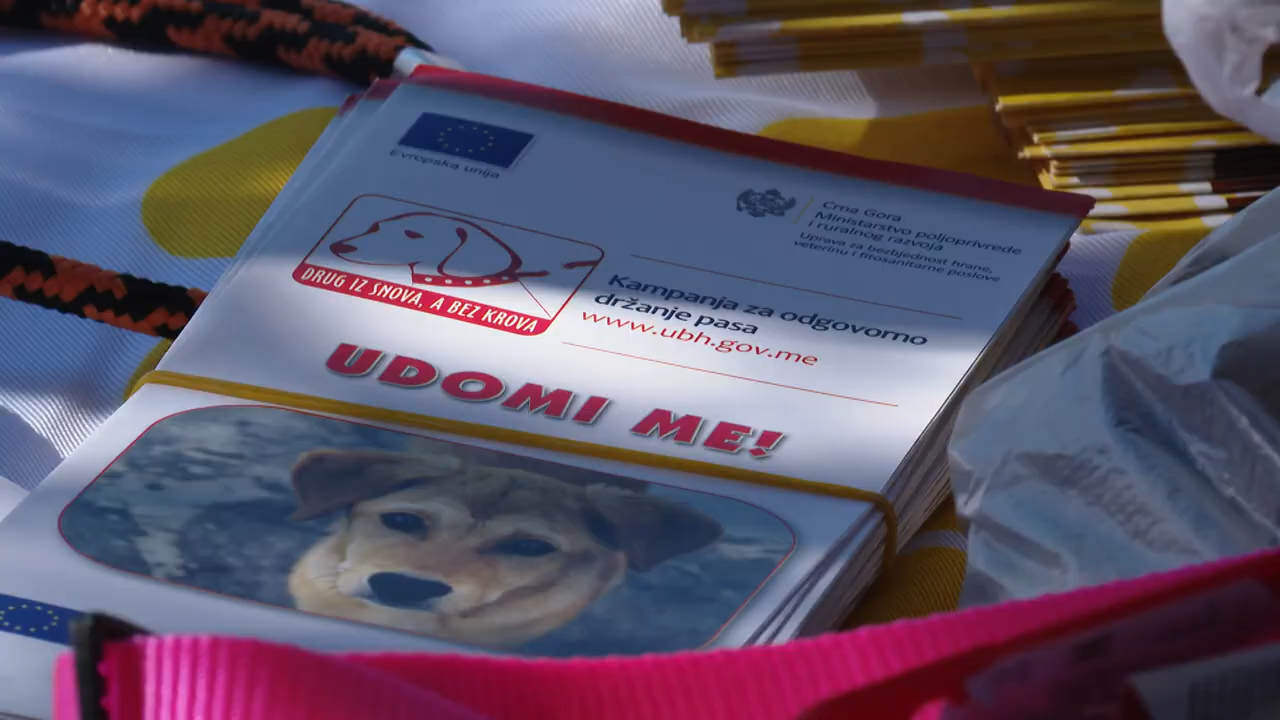 Evropska unija
Crna Gora
Ministarstvo poljoprivrede
i ruralnog razvoja
Uprava za bezbjednost hrane,
veterinu i fitosanitarne poslove
DRUG IZ SNOVA, A BEZ KROVA
Kampanja za odgovorno
držanje pasa
www.ubh.gov.me
UDOMI ME!